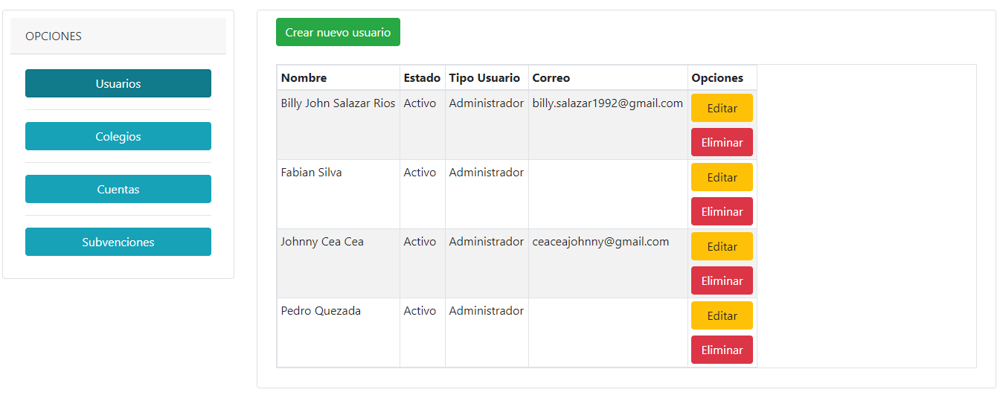 OPCIONES
Usuarios
Colegios
Cuentas
Subvenciones
Crear nuevo usuario
Nombre Estado Tipo Usuario Correo Opciones
Billy John Salazar Rios Activo Administrador billy.salazar1992@gmail.com Editar
Eliminar
Fabian Silva Activo Administrador Editar
Eliminar
Johnny Cea Cea Activo Administrador ceaceajohnny@gmail.com Editar
Eliminar
Pedro Quezada Activo Administrador Editar
Eliminar